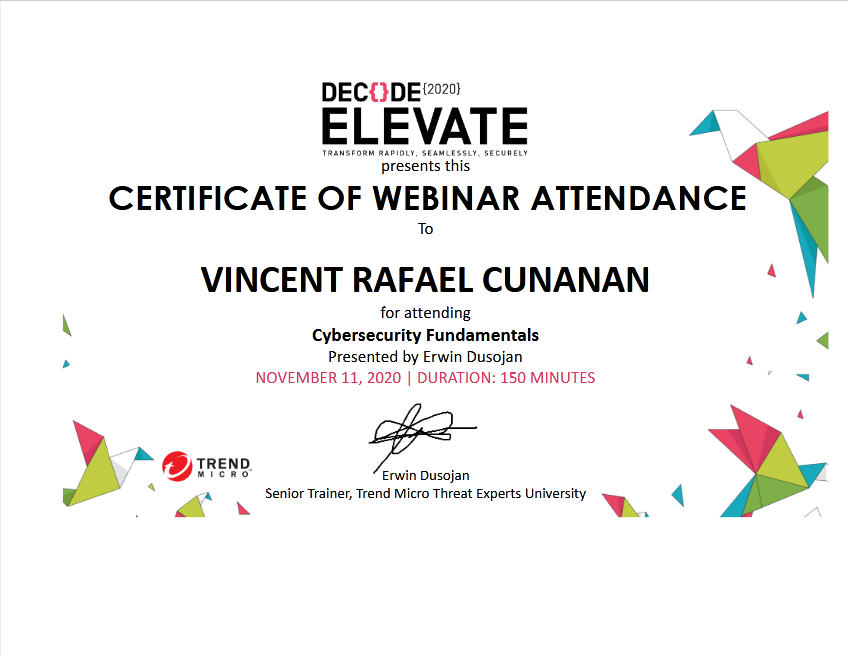 DEC{}DE {2020}
ELEVATE
TRANSFORM RAPIDLY, SEAMLESSLY, SECURELY
presents this
CERTIFICATE OF WEBINAR ATTENDANCE
To
VINCENT RAFAEL CUNANAN
for attending
Cybersecurity Fundamentals
Presented by Erwin Dusojan
NOVEMBER 11, 2020 | DURATION: 150 MINUTES
TREND
MICRO
Erwin Dusojan
Senior Trainer, Trend Micro Threat Experts University